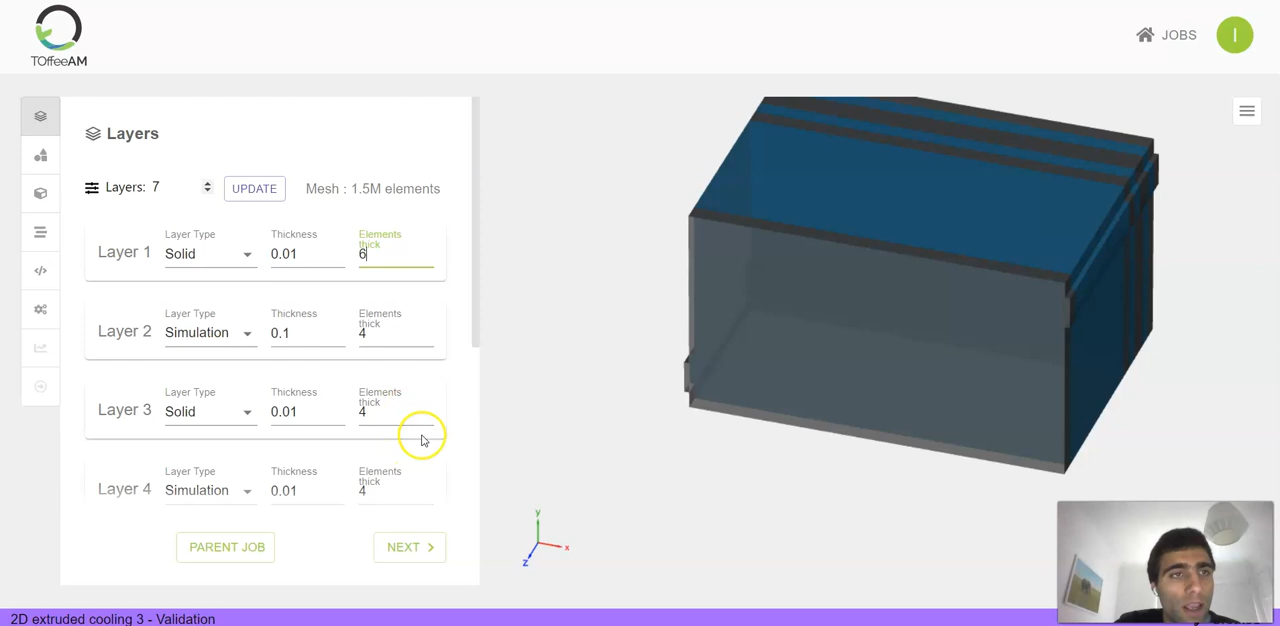 TOffeeAM
JOBS
I
Layers
Layers: 7
UPDATE
Mesh : 1.5M elements
Layer 1
Layer Type
Solid
Thickness
0.01
Elements
thick
6
Layer 2
Layer Type
Simulation
Thickness
0.1
Elements
thick
4
Layer 3
Layer Type
Solid
Thickness
0.01
Elements
thick
4
Layer 4
Layer Type
Simulation
Thickness
0.01
Elements
thick
4
PARENT JOB
NEXT
y
x
z
2D extruded cooling 3 - Validation